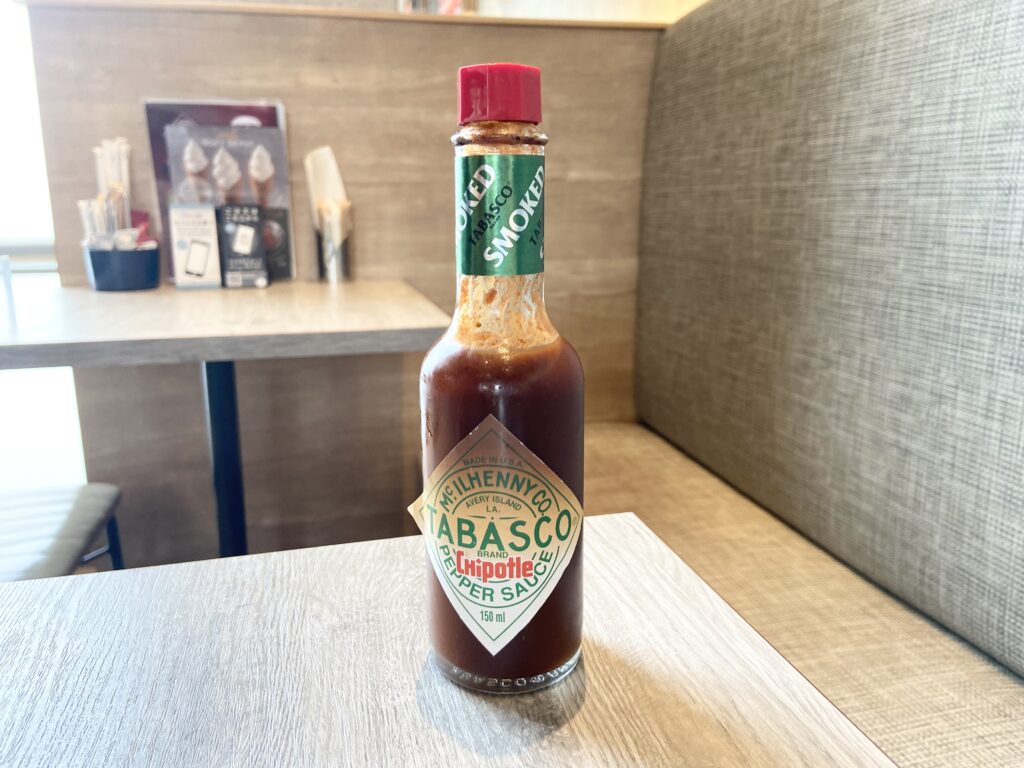 SMOKED
TABASCO
SMOKED
MADE IN U.S.A.
McILHENNY CO.
AVERY ISLAND
LA.
TABASCO
BRAND
CHiPotle
PEPPER SAUCE
150 ml